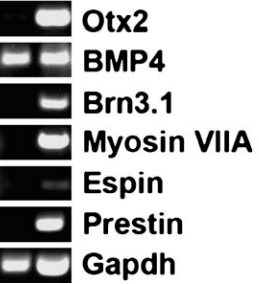 Otx2
BMP4
Brn3.1
Myosin VIIA
Espin
Prestin
Gapdh